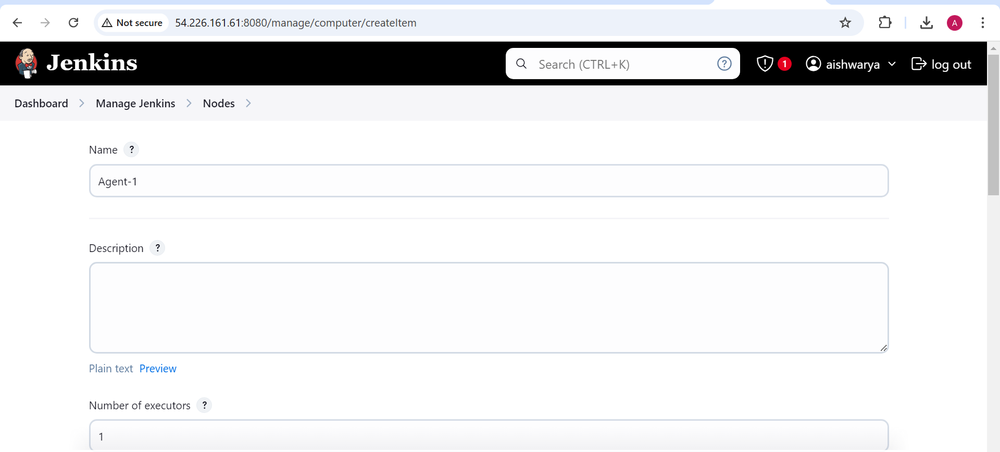 Not secure 54.226.161.61:8080/manage/computer/createItem A
Jenkins Search (CTRL+K) ? 1 aishwarya log out
Dashboard Manage Jenkins Nodes
Name ?
Agent-1
Description ?
Plain text Preview
Number of executors ?
1